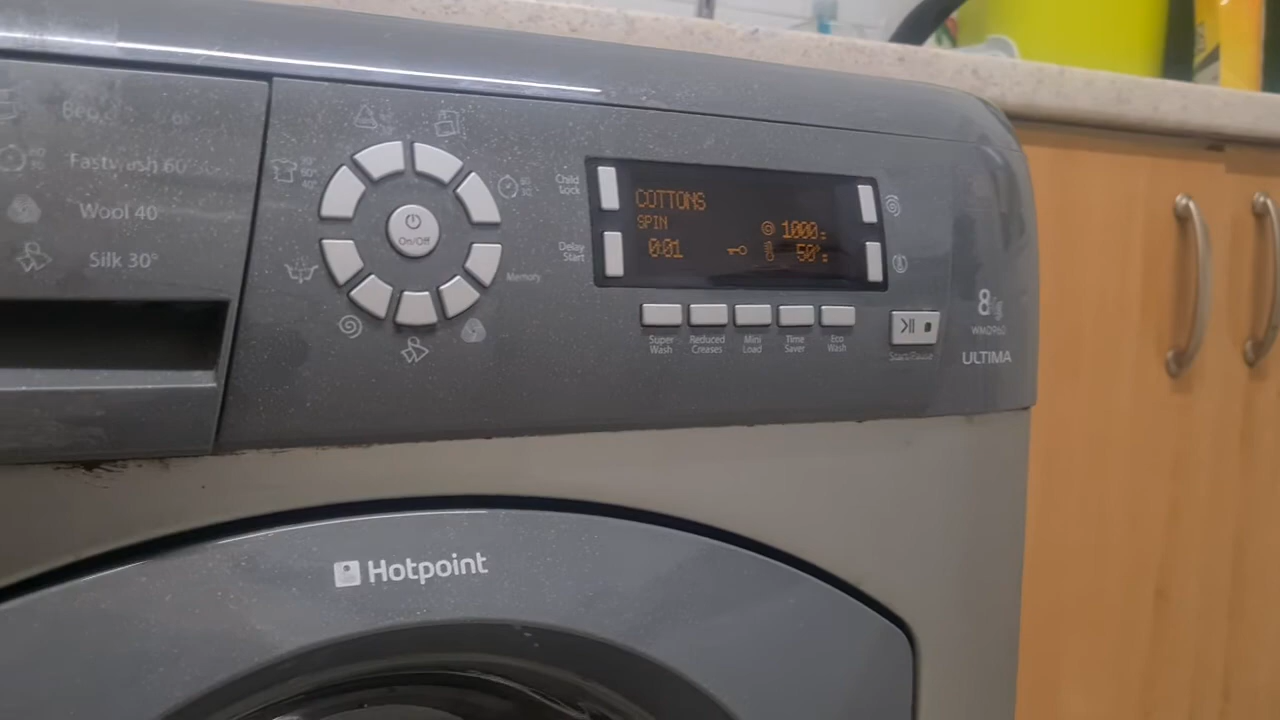 Fastwash 60
Wool 40
Silk 30°
On/Off
Memory
Child
Lock
Delay
Start
COTTONS
SPIN
1000
0:01
50°
Super
Wash
Reduced
Creases
Mini
Load
Time
Saver
Eco
Wash
Start/Pause
8
WMD960
ULTIMA
Hotpoint